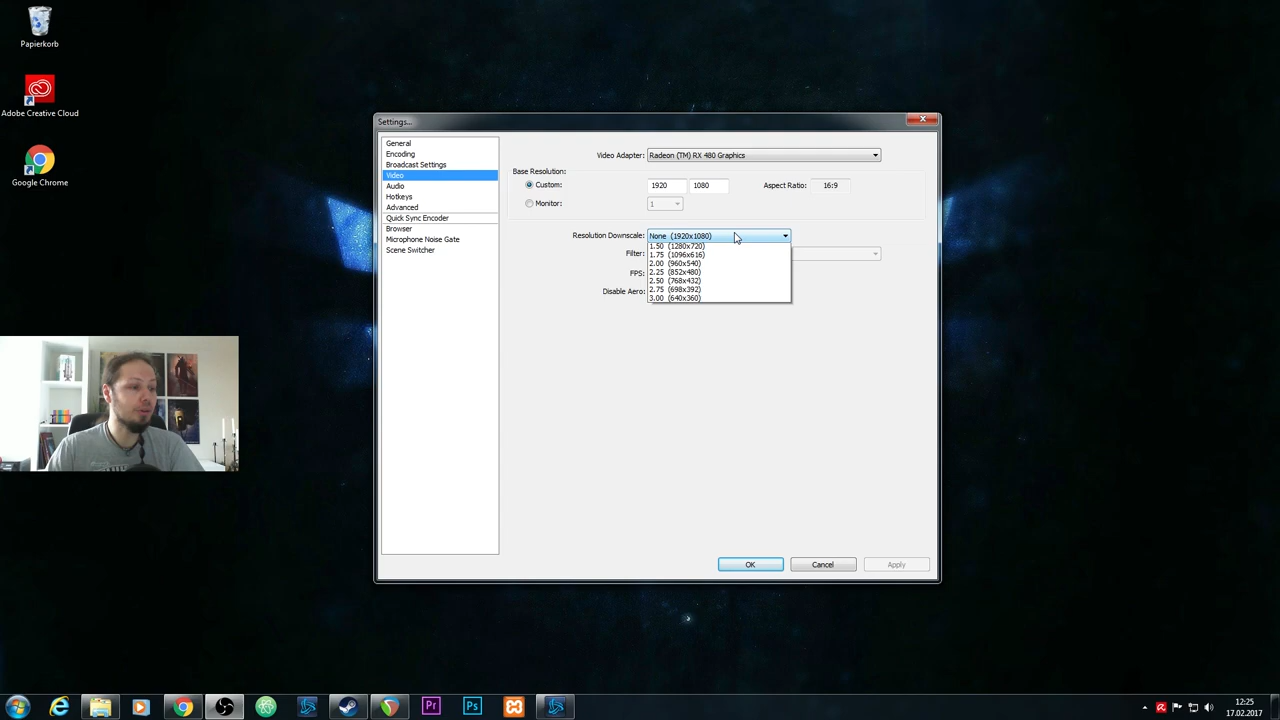 Papierkorb
Adobe Creative Cloud
Google Chrome
Settings...
General
Encoding
Broadcast Settings
Video
Audio
Hotkeys
Advanced
Quick Sync Encoder
Browser
Microphone Noise Gate
Scene Switcher
Video Adapter: Radeon (TM) RX 480 Graphics
Base Resolution:
Custom: 1920 1080 Aspect Ratio: 16:9
Monitor: 1
Resolution Downscale: None (1920x1080)
1.50 (1280x720)
1.75 (1096x616)
2.00 (960x540)
2.25 (852x480)
2.50 (768x432)
2.75 (698x392)
3.00 (640x360)
Filter:
FPS:
Disable Aero:
OK Cancel Apply
Pr Ps
12:25
17.02.2017